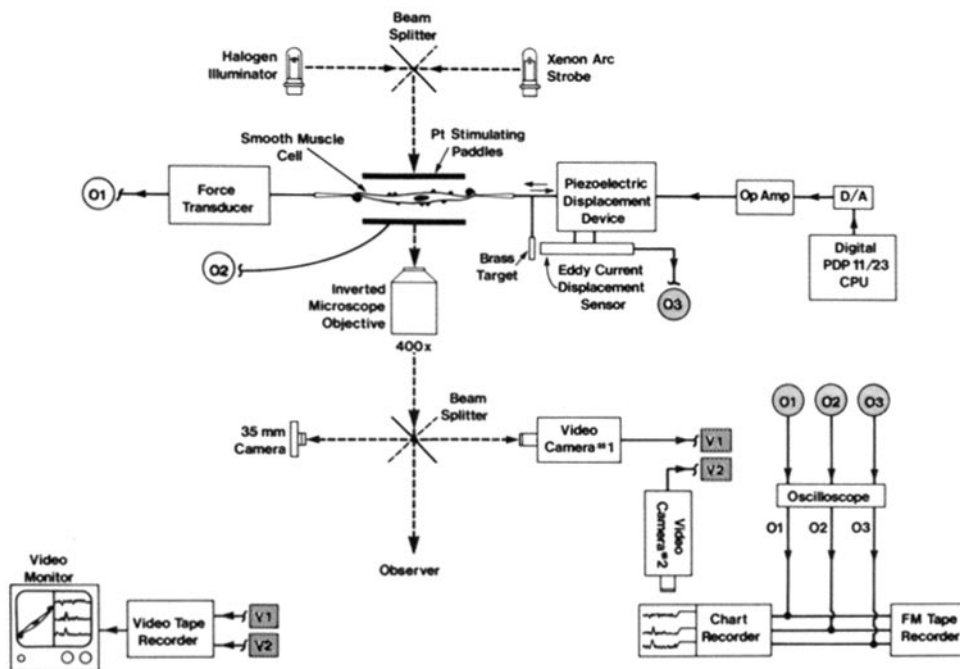 Beam
Splitter
Halogen
Illuminator
Xenon Arc
Strobe
Smooth Muscle
Cell
Pt Stimulating
Paddles
O1
Force
Transducer
Piezoelectric
Displacement
Device
Op Amp
D/A
Digital
PDP 11/23
CPU
O2
Brass
Target
Eddy Current
Displacement
Sensor
O3
Inverted
Microscope
Objective
400x
Beam
Splitter
35 mm
Camera
Video
Camera #1
V1
V2
Video
Camera #2
O1 O2 O3
Oscilloscope
O1 O2 O3
Observer
Video
Monitor
Video Tape
Recorder
V1
V2
Chart
Recorder
FM Tape
Recorder